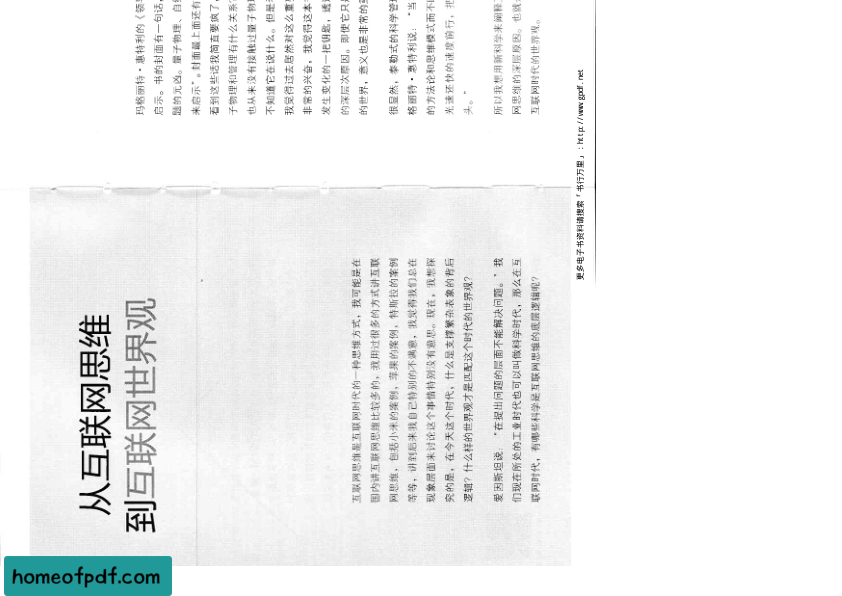 从互联网思维
到互联网世界观
互联网思维是互联网时代的一种思维方式，我可能是在
国内讲互联网思维比较多的，我用过很多的方式讲互联
网思维，包括小米的案例，苹果的案例，特斯拉的案例
等等，讲到后来我自己特别的不满意，我觉得我们总在
现象层面来讨论这个事情特别没有意思。现在，我想探
究的是，在今天这个时代，什么是支撑繁杂表象的背后
逻辑？什么样的世界观才是匹配这个时代的世界观？
爱因斯坦说：“在提出问题的层面不能解决问题。”我
们现在所处的工业时代也可以叫做科学时代，那么在互
联网时代，有哪些科学是互联网思维的底层逻辑呢？
玛格丽特·惠特利的《领
启示。书的封面有一句话，
题的元凶。量子物理、自组
来启示”。封面最上面还有
看到这些话我简直要疯了，
子物理和管理有什么关系
也从来没有接触过量子物理
不知道它在说什么。但是
我觉得过去居然对这么重要
非常的兴奋，我觉得这本
发生变化的一把钥匙，透过
的深层次原因。即使它只是
的世界，意义也是非常的
很显然，泰勒式的科学管
格丽特·惠特利说：“当
的方法论和思维模式而不
光速还快的速度前行，把
头。”
所以我想用新科学来阐释
网思维的深层原因。也就
互联网时代的世界观。
更多电子书资料请搜索「书行万里」：http://www.gpdf.net
homeofpdf.com